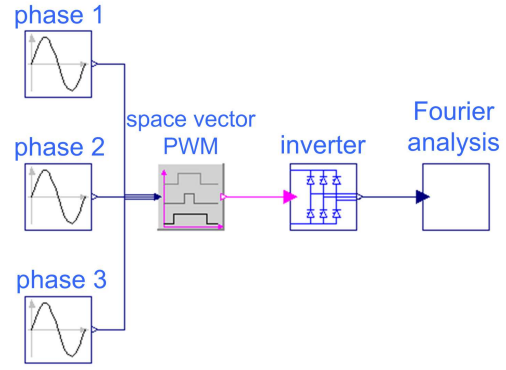 phase 1
phase 2
phase 3
space vector
PWM
inverter
Fourier
analysis